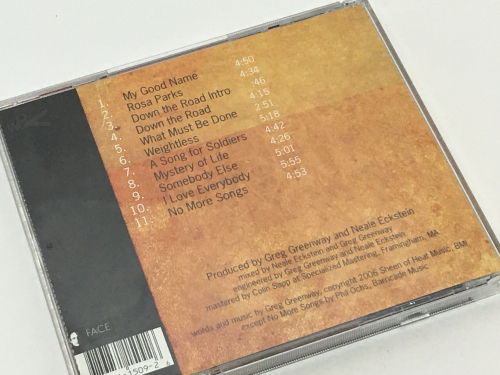 1. My Good Name 4:50
2. Rosa Parks 4:34
3. Down the Road Intro :46
4. Down the Road 4:15
5. What Must Be Done 2:51
6. Weightless 5:18
7. A Song for Soldiers 4:42
8. Mystery of Life 4:26
9. Somebody Else 5:01
10. I Love Everybody 5:55
11. No More Songs 4:53
Produced by Greg Greenway and Neale Eckstein
mixed by Neale Eckstein and Greg Greenway
engineered by Greg Greenway and Neale Eckstein
mastered by Colin Sapp at Specialized Mastering, Framingham, MA
words and music by Greg Greenway, copyright 2006 Sheen of Heat Music, BMI
except No More Songs by Phil Ochs, Barricade Music
FACE
3509-2 6